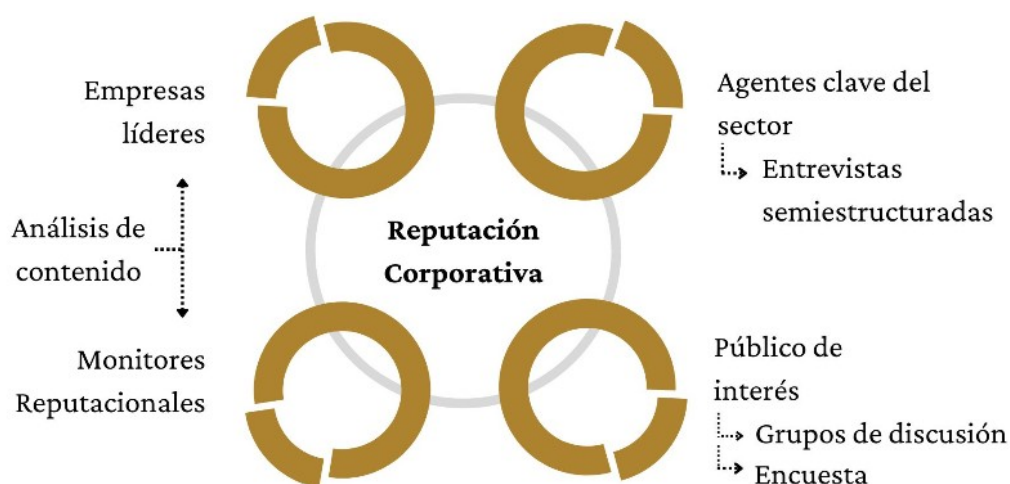 Empresas
líderes
Análisis de
contenido
Monitores
Reputacionales
Reputación
Corporativa
Agentes clave del
sector
Entrevistas
semiestructuradas
Público de
interés
Grupos de discusión
Encuesta